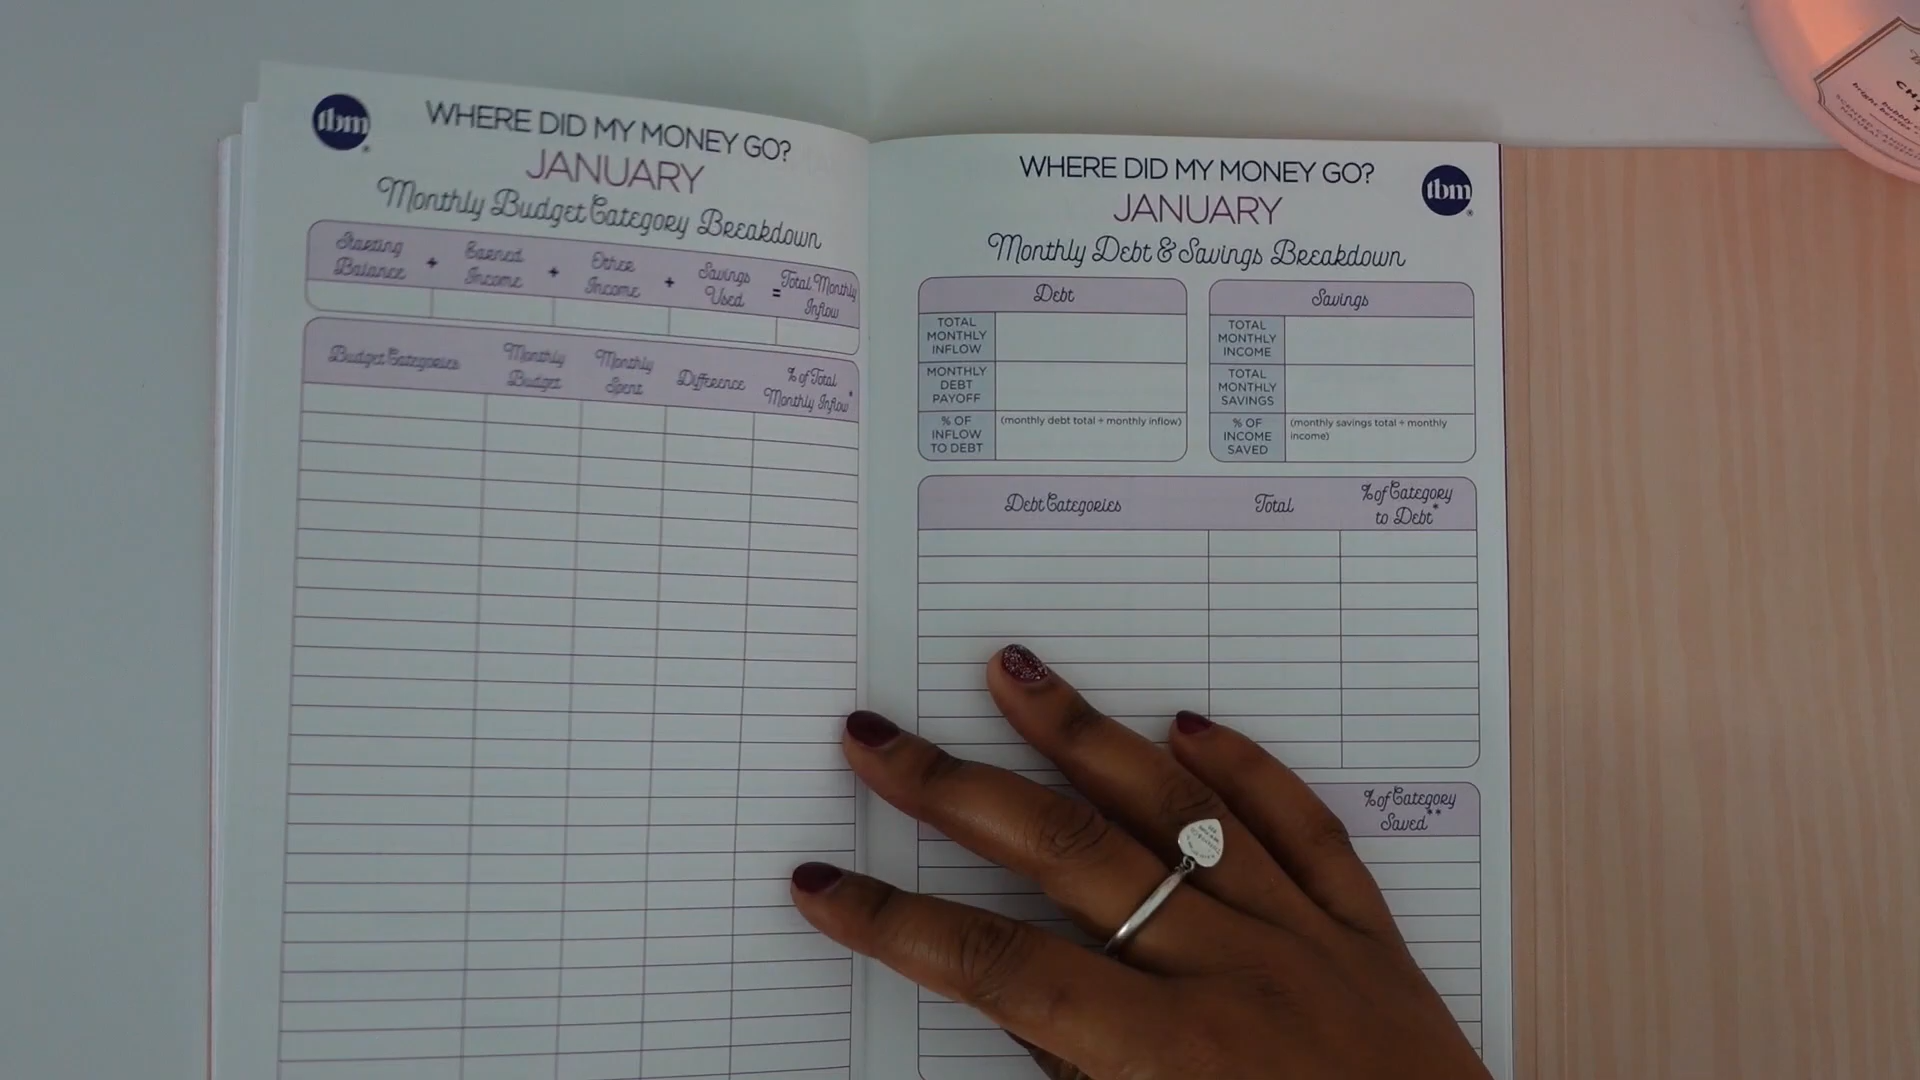 tbm
WHERE DID MY MONEY GO?
JANUARY
Monthly Budget Category Breakdown
Starting Balance + Earned Income + Other Income + Savings Used = Total Monthly Inflow
Budget Categories Monthly Budget Monthly Spent Difference % of Total Monthly Inflow*
WHERE DID MY MONEY GO?
tbm
JANUARY
Monthly Debt & Savings Breakdown
Debt
TOTAL
MONTHLY
INFLOW
MONTHLY
DEBT
PAYOFF
% OF
INFLOW
TO DEBT
(monthly debt total ÷ monthly inflow)
Savings
TOTAL
MONTHLY
INCOME
TOTAL
MONTHLY
SAVINGS
% OF
INCOME
SAVED
(monthly savings total ÷ monthly
income)
Debt Categories Total % of Category to Debt*
% of Category
Saved**